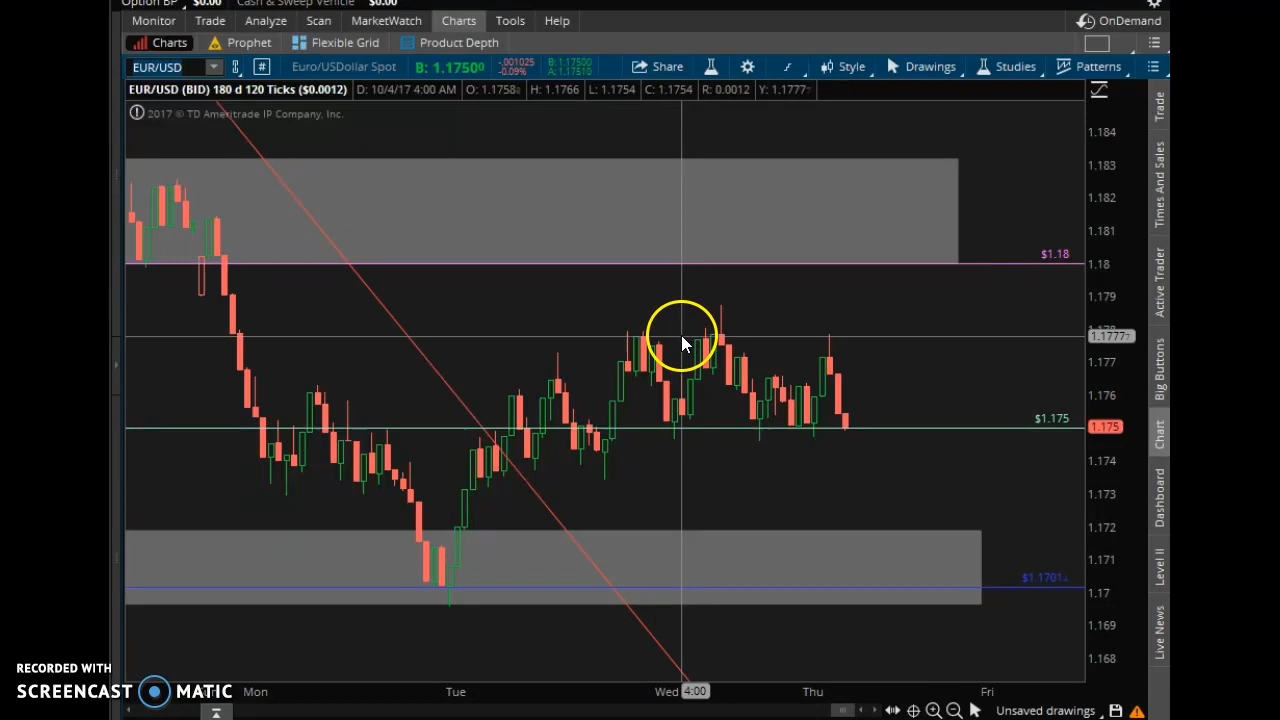 Option BP $0.00 Cash & Sweep Vehicle $0.00
Monitor Trade Analyze Scan MarketWatch Charts Tools Help OnDemand
Charts Prophet Flexible Grid Product Depth
EUR/USD # Euro/USDollar Spot B: 1.17500 -.001025 -0.09% B: 1.17500 A: 1.17510 Share Style Drawings Studies Patterns
EUR/USD (BID) 180 d 120 Ticks ($0.0012) D: 10/4/17 4:00 AM H: 1.1766 L: 1.1754 C: 1.1754 R: 0.0012
2017 © TD Ameritrade IP Company, Inc.
1.184
1.183
1.182
1.181
$1.18
1.18
1.179
1.177
1.176
$1.175
1.175
1.174
1.173
1.172
1.171
1.17
1.169
1.168
Trade
Times And Sales
Active Trader
Big Buttons
Chart
Dashboard
Level II
Live News
Mon Tue Wed 4:00 Thu Fri
Unsaved drawings
RECORDED WITH
SCREENCAST MATIC